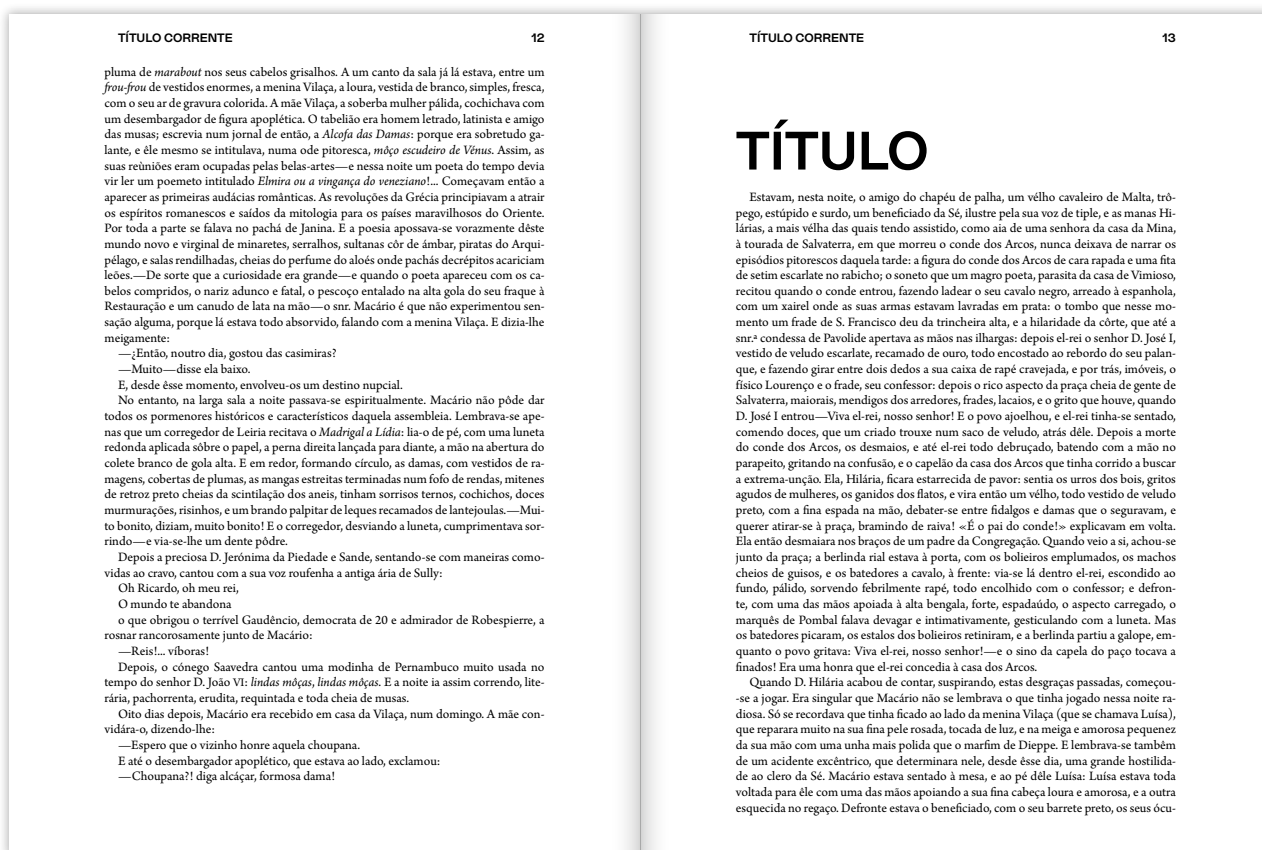 TÍTULO CORRENTE 12
pluma de marabout nos seus cabelos grisalhos. A um canto da sala já lá estava, entre um
frou-frou de vestidos enormes, a menina Vilaça, a loura, vestida de branco, simples, fresca,
com o seu ar de gravura colorida. A mãe Vilaça, a soberba mulher pálida, cochichava com
um desembargador de figura apoplética. O tabelião era homem letrado, latinista e amigo
das musas; escrevia num jornal de então, a Alcofa das Damas: porque era sobretudo ga-
lante, e êle mesmo se intitulava, numa ode pitoresca, môço escudeiro de Vénus. Assim, as
suas reùniões eram ocupadas pelas belas-artes—e nessa noite um poeta do tempo devia
vir ler um poemeto intitulado Elmira ou a vingança do veneziano!... Começavam então a
aparecer as primeiras audácias românticas. As revoluções da Grécia principiavam a atrair
os espíritos romanescos e saídos da mitologia para os países maravilhosos do Oriente.
Por toda a parte se falava no pachá de Janina. E a poesia apossava-se vorazmente dêste
mundo novo e virginal de minaretes, serralhos, sultanas côr de âmbar, piratas do Arqui-
pélago, e salas rendilhadas, cheias do perfume do aloés onde pachás decrépitos acariciam
leões.—De sorte que a curiosidade era grande—e quando o poeta apareceu com os ca-
belos compridos, o nariz adunco e fatal, o pescoço entalado na alta gola do seu fraque à
Restauração e um canudo de lata na mão—o snr. Macário é que não experimentou sen-
sação alguma, porque lá estava todo absorvido, falando com a menina Vilaça. E dizia-lhe
meigamente:
—¿Então, noutro dia, gostou das casimiras?
—Muito—disse ela baixo.
E, desde êsse momento, envolveu-os um destino nupcial.
No entanto, na larga sala a noite passava-se espiritualmente. Macário não pôde dar
todos os pormenores históricos e característicos daquela assembleia. Lembrava-se ape-
nas que um corregedor de Leiria recitava o Madrigal a Lídia: lia-o de pé, com uma luneta
redonda aplicada sôbre o papel, a perna direita lançada para diante, a mão na abertura do
colete branco de gola alta. E em redor, formando círculo, as damas, com vestidos de ra-
magens, cobertas de plumas, as mangas estreitas terminadas num fofo de rendas, mitenes
de retroz preto cheias da scintilação dos aneis, tinham sorrisos ternos, cochichos, doces
murmurações, risinhos, e um brando palpitar de leques recamados de lantejoulas.—Mui-
to bonito, diziam, muito bonito! E o corregedor, desviando a luneta, cumprimentava sor-
rindo—e via-se-lhe um dente pôdre.
Depois a preciosa D. Jerónima da Piedade e Sande, sentando-se com maneiras como-
vidas ao cravo, cantou com a sua voz roufenha a antiga ária de Sully:
Oh Ricardo, oh meu rei,
O mundo te abandona
o que obrigou o terrível Gaudêncio, democrata de 20 e admirador de Robespierre, a
rosnar rancorosamente junto de Macário:
—Reis!... víboras!
Depois, o cónego Saavedra cantou uma modinha de Pernambuco muito usada no
tempo do senhor D. João VI: lindas môças, lindas môças. E a noite ia assim correndo, lite-
rária, pachorrenta, erudita, requintada e toda cheia de musas.
Oito dias depois, Macário era recebido em casa da Vilaça, num domingo. A mãe con-
vidára-o, dizendo-lhe:
—Espero que o vizinho honre aquela choupana.
E até o desembargador apoplético, que estava ao lado, exclamou:
—Choupana?! diga alcáçar, formosa dama!
TÍTULO CORRENTE 13
TÍTULO
Estavam, nesta noite, o amigo do chapéu de palha, um vélho cavaleiro de Malta, trô-
pego, estúpido e surdo, um beneficiado da Sé, ilustre pela sua voz de tiple, e as manas Hi-
lárias, a mais vélha das quais tendo assistido, como aia de uma senhora da casa da Mina,
à tourada de Salvaterra, em que morreu o conde dos Arcos, nunca deixava de narrar os
episódios pitorescos daquela tarde: a figura do conde dos Arcos de cara rapada e uma fita
de setim escarlate no rabicho; o soneto que um magro poeta, parasita da casa de Vimioso,
recitou quando o conde entrou, fazendo ladear o seu cavalo negro, arreado à espanhola,
com um xairel onde as suas armas estavam lavradas em prata: o tombo que nesse mo-
mento um frade de S. Francisco deu da trincheira alta, e a hilaridade da côrte, que até a
snr.ª condessa de Pavolide apertava as mãos nas ilhargas: depois el-rei o senhor D. José I,
vestido de veludo escarlate, recamado de ouro, todo encostado ao rebordo do seu palan-
que, e fazendo girar entre dois dedos a sua caixa de rapé cravejada, e por trás, imóveis, o
físico Lourenço e o frade, seu confessor: depois o rico aspecto da praça cheia de gente de
Salvaterra, maiorais, mendigos dos arredores, frades, lacaios, e o grito que houve, quando
D. José I entrou—Viva el-rei, nosso senhor! E o povo ajoelhou, e el-rei tinha-se sentado,
comendo doces, que um criado trouxe num saco de veludo, atrás dêle. Depois a morte
do conde dos Arcos, os desmaios, e até el-rei todo debruçado, batendo com a mão no
parapeito, gritando na confusão, e o capelão da casa dos Arcos que tinha corrido a buscar
a extrema-unção. Ela, Hilária, ficara estarrecida de pavor: sentia os urros dos bois, gritos
agudos de mulheres, os ganidos dos flatos, e vira então um vélho, todo vestido de veludo
preto, com a fina espada na mão, debater-se entre fidalgos e damas que o seguravam, e
querer atirar-se à praça, bramindo de raiva! «É o pai do conde!» explicavam em volta.
Ela então desmaiara nos braços de um padre da Congregação. Quando veio a si, achou-se
junto da praça; a berlinda rial estava à porta, com os bolieiros emplumados, os machos
cheios de guisos, e os batedores a cavalo, à frente: via-se lá dentro el-rei, escondido ao
fundo, pálido, sorvendo febrilmente rapé, todo encolhido com o confessor; e defron-
te, com uma das mãos apoiada à alta bengala, forte, espadaúdo, o aspecto carregado, o
marquês de Pombal falava devagar e intimativamente, gesticulando com a luneta. Mas
os batedores picaram, os estalos dos bolieiros retiniram, e a berlinda partiu a galope, em-
quanto o povo gritava: Viva el-rei, nosso senhor!—e o sino da capela do paço tocava a
finados! Era uma honra que el-rei concedia à casa dos Arcos.
Quando D. Hilária acabou de contar, suspirando, estas desgraças passadas, começou-
-se a jogar. Era singular que Macário não se lembrava o que tinha jogado nessa noite ra-
diosa. Só se recordava que tinha ficado ao lado da menina Vilaça (que se chamava Luísa),
que reparara muito na sua fina pele rosada, tocada de luz, e na meiga e amorosa pequenez
da sua mão com uma unha mais polida que o marfim de Dieppe. E lembrava-se também
de um acidente excêntrico, que determinara nele, desde êsse dia, uma grande hostilida-
de ao clero da Sé. Macário estava sentado à mesa, e ao pé dêle Luísa: Luísa estava toda
voltada para êle com uma das mãos apoiando a sua fina cabeça loura e amorosa, e a outra
esquecida no regaço. Defronte estava o beneficiado, com o seu barrete preto, os seus ócu-